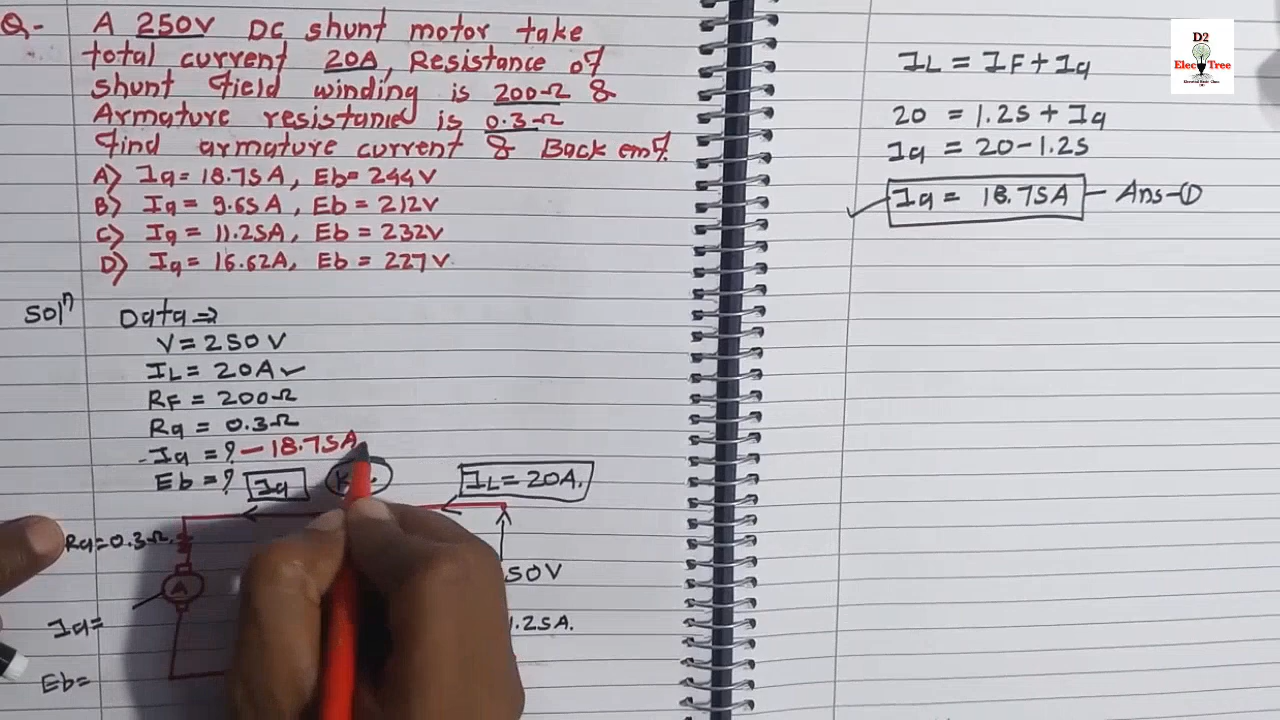 Q- A 250V DC shunt motor take
total current 20A, Resistance of
shunt field winding is 200Ω &
Armature resistance is 0.3Ω
find armature current & Back emf.
A) Ia = 18.75A, Eb = 244V
B) Ia = 9.65A, Eb = 212V
C) Ia = 11.25A, Eb = 232V
D) Ia = 16.62A, Eb = 227V.
Solⁿ Data ⇒
V = 250V
IL = 20A ✓
RF = 200Ω
Ra = 0.3Ω
Ia = ? — 18.75A
Eb = ? Ia
IL = 20A.
Ra = 0.3Ω.
A
50V
Ia =
1.25A.
Eb =
IL = IF + Ia
20 = 1.25 + Ia
Ia = 20 - 1.25
Ia = 18.75A — Ans-①
D2
Elec Tree